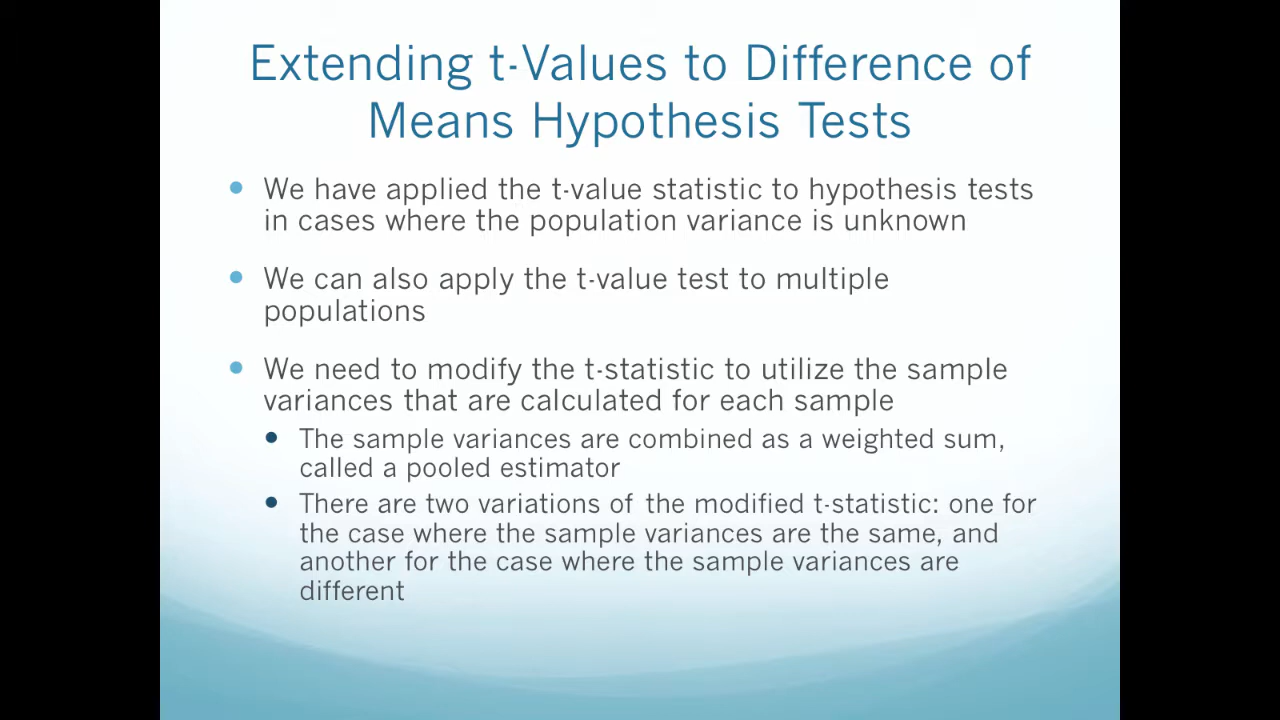 Extending t-Values to Difference of
Means Hypothesis Tests
• We have applied the t-value statistic to hypothesis tests
in cases where the population variance is unknown
• We can also apply the t-value test to multiple
populations
• We need to modify the t-statistic to utilize the sample
variances that are calculated for each sample
• The sample variances are combined as a weighted sum,
called a pooled estimator
• There are two variations of the modified t-statistic: one for
the case where the sample variances are the same, and
another for the case where the sample variances are
different